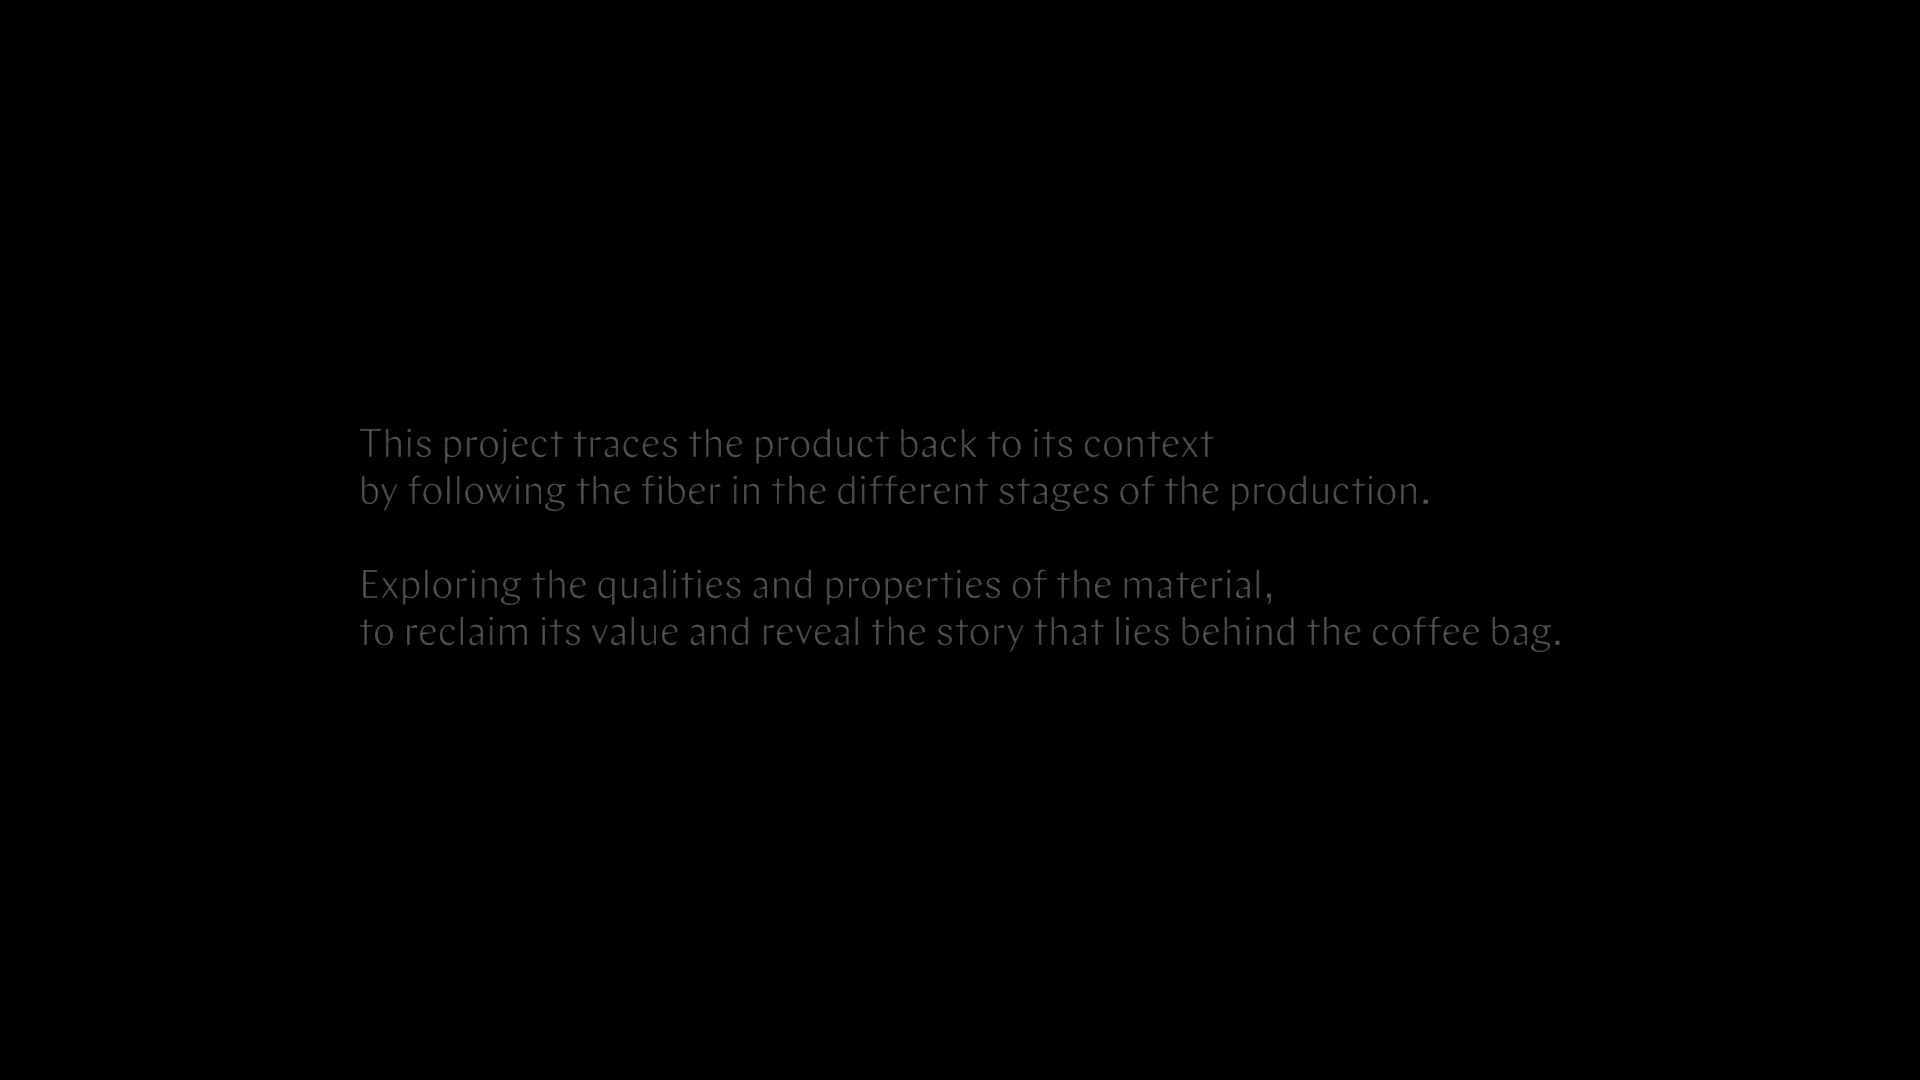 This project traces the product back to its context
by following the fiber in the different stages of the production.
Exploring the qualities and properties of the material,
to reclaim its value and reveal the story that lies behind the coffee bag.